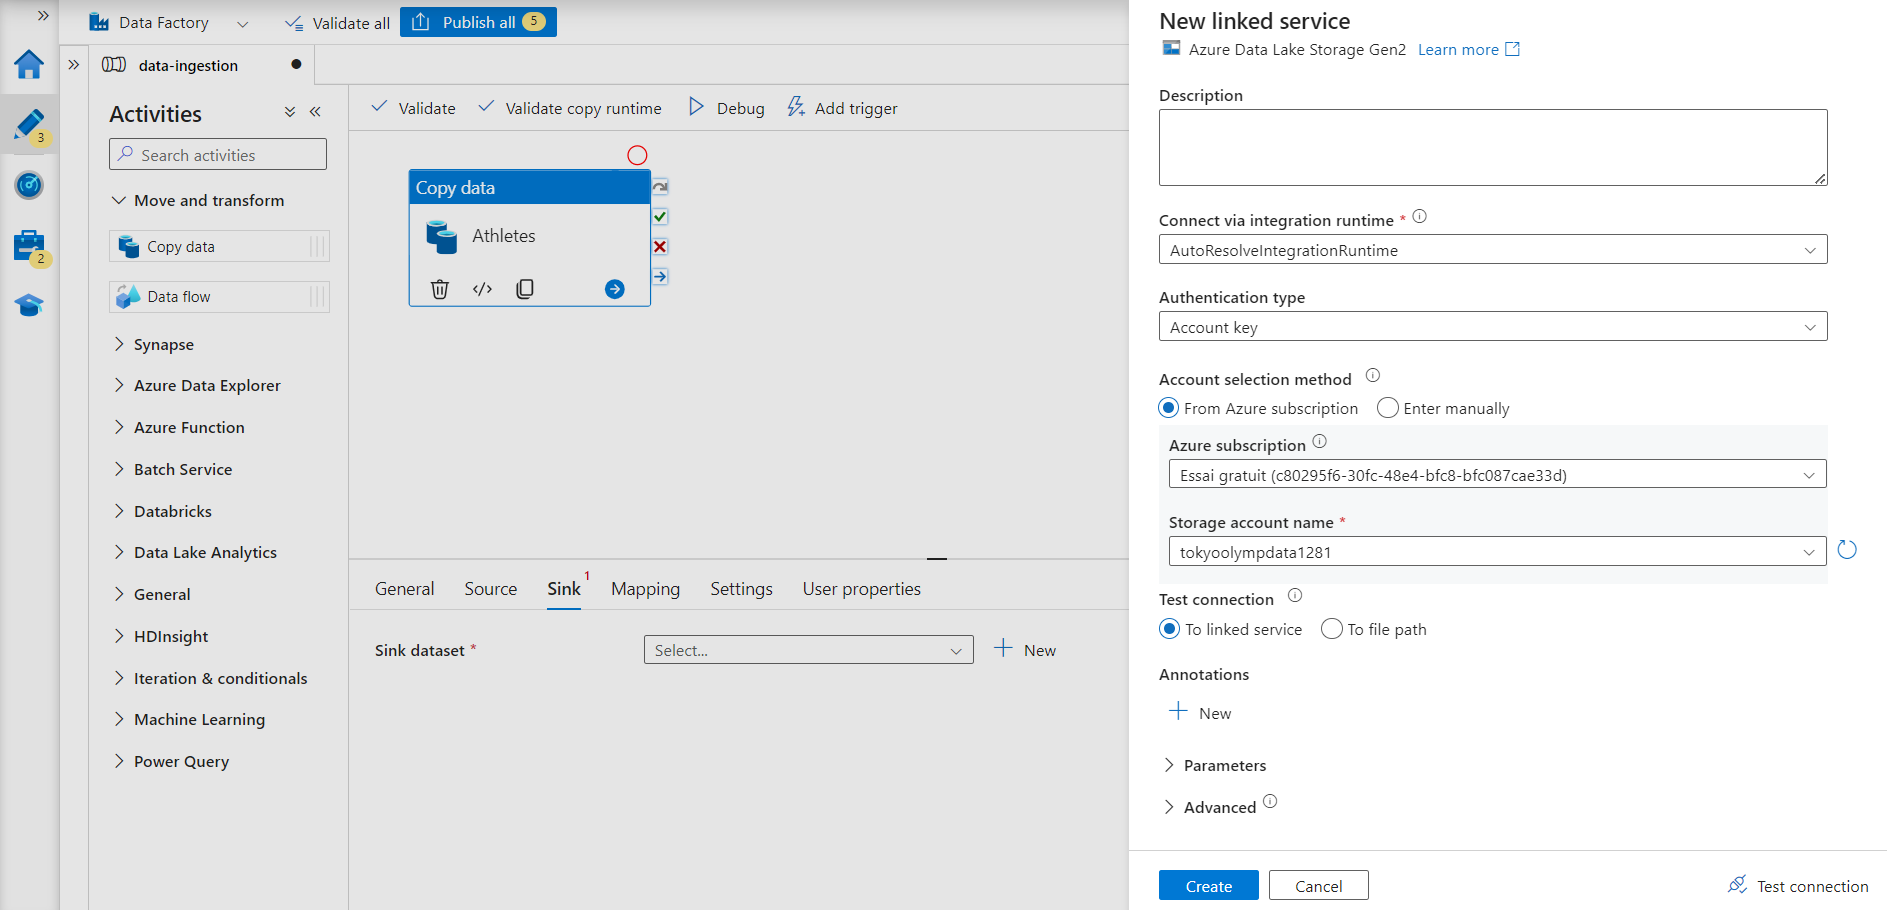 Data Factory
Validate all
Publish all 5
data-ingestion
Activities
Search activities
Move and transform
Copy data
Data flow
Synapse
Azure Data Explorer
Azure Function
Batch Service
Databricks
Data Lake Analytics
General
HDInsight
Iteration & conditionals
Machine Learning
Power Query
3
2
Validate
Validate copy runtime
Debug
Add trigger
Copy data
Athletes
General
Source
Sink 1
Mapping
Settings
User properties
Sink dataset *
Select...
New
New linked service
Azure Data Lake Storage Gen2 Learn more
Description
Connect via integration runtime *
AutoResolveIntegrationRuntime
Authentication type
Account key
Account selection method
From Azure subscription
Enter manually
Azure subscription
Essai gratuit (c80295f6-30fc-48e4-bfc8-bfc087cae33d)
Storage account name *
tokyoolympdata1281
Test connection
To linked service
To file path
Annotations
New
Parameters
Advanced
Create
Cancel
Test connection